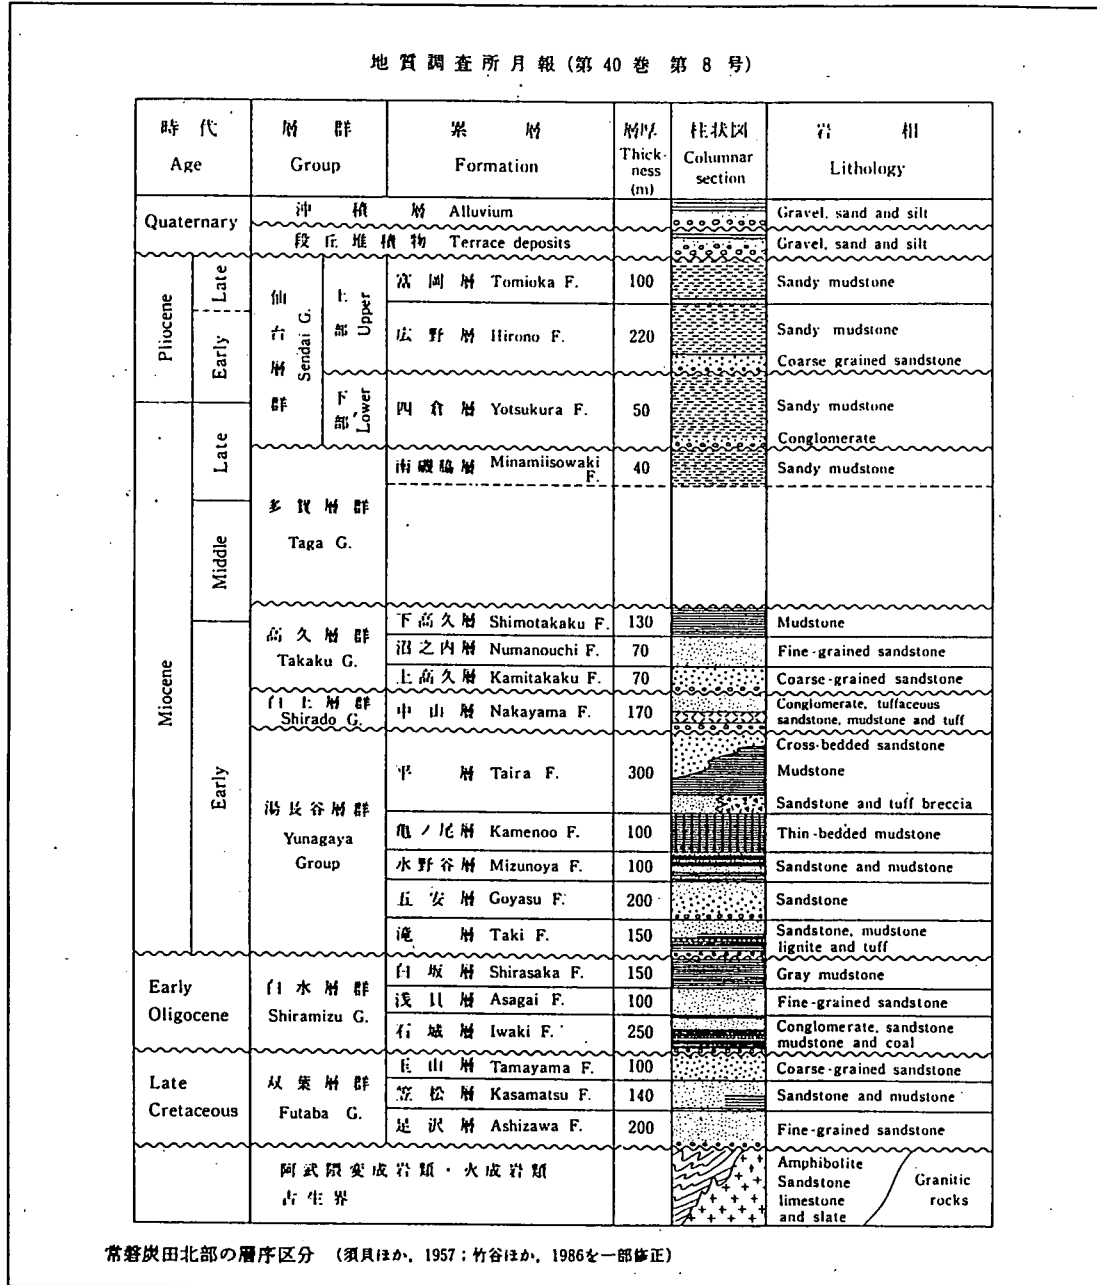 地質調査所月報(第 40 巻 第 8 号)
時代 層群 累層 層厚 柱状図 岩相
Age Group Formation Thick-ness (m) Columnar section Lithology
Quaternary 沖積層 Alluvium Gravel, sand and silt
段丘堆積物 Terrace deposits Gravel, sand and silt
Pliocene Late 仙台層群 Sendai G. 上部 Upper 富岡層 Tomioka F. 100 Sandy mudstone
Early 広野層 Hirono F. 220 Sandy mudstone
Coarse grained sandstone
Miocene Late 下部 Lower 四倉層 Yotsukura F. 50 Sandy mudstone
Conglomerate
多賀層群 Taga G. 南磯脇層 Minamiisowaki F. 40 Sandy mudstone
Middle
Early 高久層群 Takaku G. 下高久層 Shimotakaku F. 130 Mudstone
沼之内層 Numanouchi F. 70 Fine-grained sandstone
上高久層 Kamitakaku F. 70 Coarse-grained sandstone
白土層群 Shirado G. 中山層 Nakayama F. 170 Conglomerate, tuffaceous
sandstone, mudstone and tuff
湯長谷層群 Yunagaya Group 平層 Taira F. 300 Cross-bedded sandstone
Mudstone
Sandstone and tuff breccia
亀ノ尾層 Kamenoo F. 100 Thin-bedded mudstone
水野谷層 Mizunoya F. 100 Sandstone and mudstone
五安層 Goyasu F. 200 Sandstone
滝層 Taki F. 150 Sandstone, mudstone
lignite and tuff
Early Oligocene 白水層群 Shiramizu G. 白坂層 Shirasaka F. 150 Gray mudstone
浅貝層 Asagai F. 100 Fine-grained sandstone
石城層 Iwaki F. 250 Conglomerate, sandstone
mudstone and coal
Late Cretaceous 双葉層群 Futaba G. 玉山層 Tamayama F. 100 Coarse-grained sandstone
笠松層 Kasamatsu F. 140 Sandstone and mudstone
足沢層 Ashizawa F. 200 Fine-grained sandstone
阿武隈変成岩類・火成岩類
古生界
Amphibolite
Sandstone
limestone
and slate
Granitic
rocks
常磐炭田北部の層序区分 (須貝ほか, 1957;竹谷ほか, 1986を一部修正)